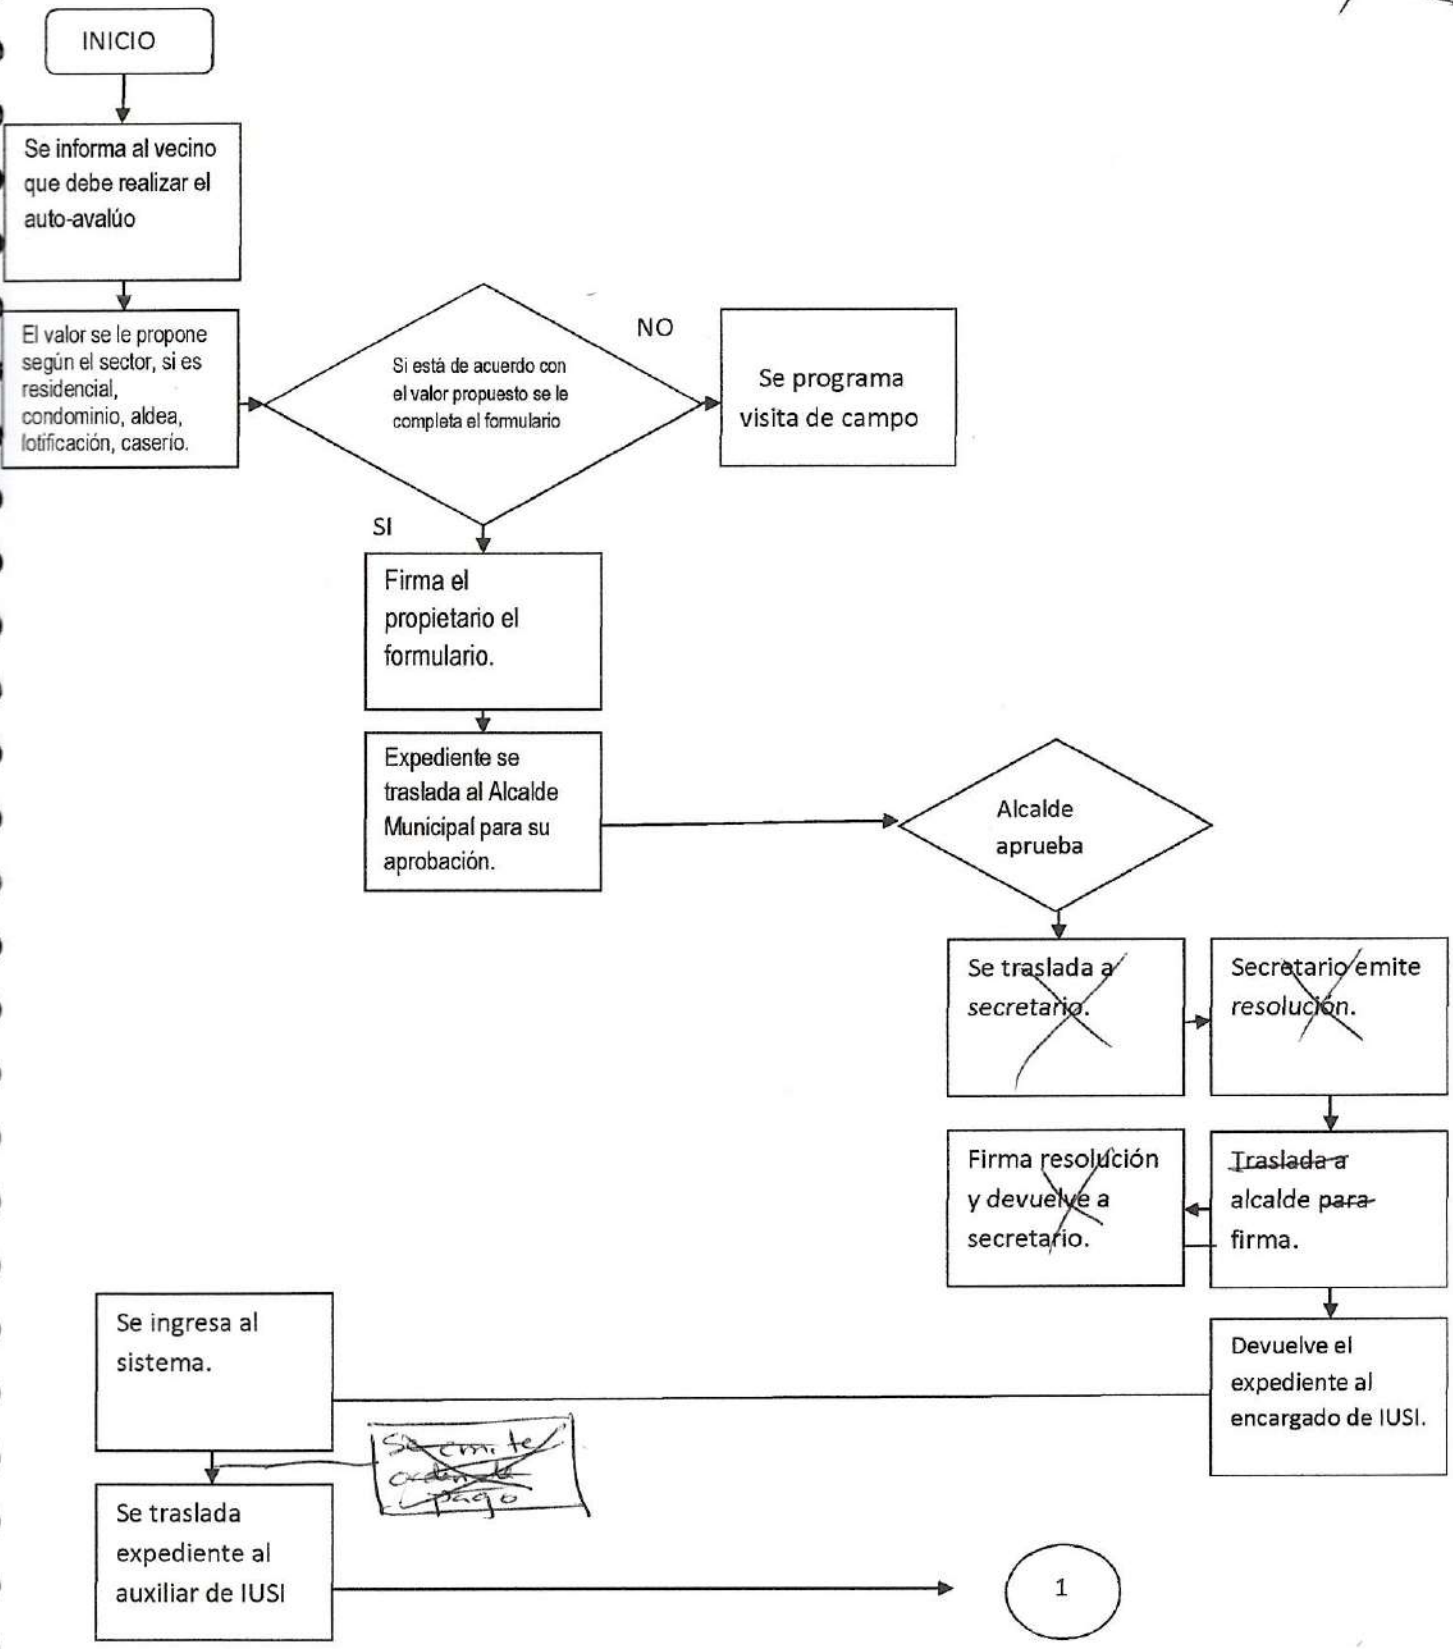 INICIO
Se informa al vecino
que debe realizar el
auto-avalúo
El valor se le propone
según el sector, si es
residencial,
condominio, aldea,
lotificación, caserío.
Si está de acuerdo con
el valor propuesto se le
completa el formulario
NO
Se programa
visita de campo
SI
Firma el
propietario el
formulario.
Expediente se
traslada al Alcalde
Municipal para su
aprobación.
Alcalde
aprueba
Se traslada a
secretario.
Secretario emite
resolución.
Firma resolución
y devuelve a
secretario.
Traslada a
alcalde para
firma.
Devuelve el
expediente al
encargado de IUSI.
Se ingresa al
sistema.
Se emite
orden de
pago
Se traslada
expediente al
auxiliar de IUSI
1